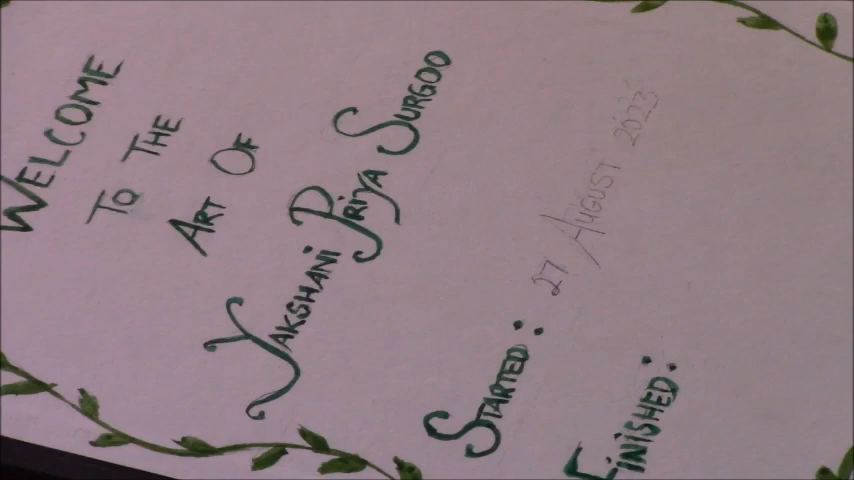 WELCOME
TO THE
ART OF
YAKSHANI PRIYA SURGOO
STARTED: 27 AUGUST 2023
FINISHED: